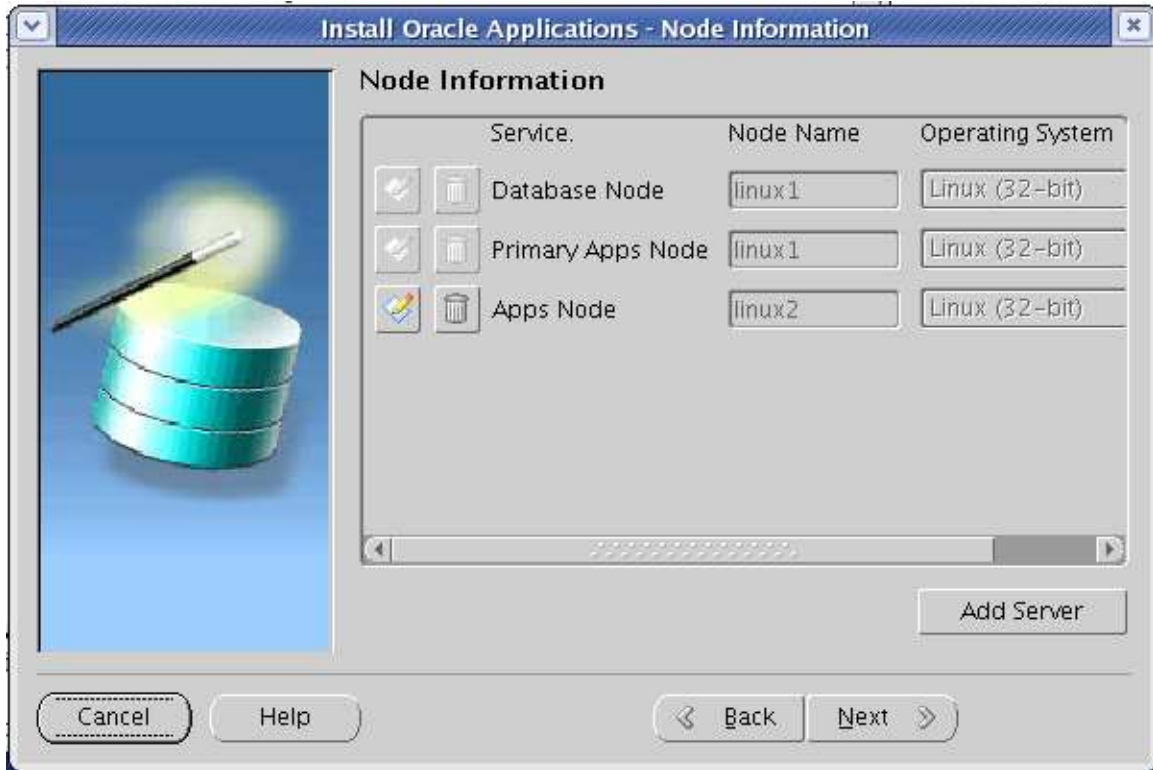 Install Oracle Applications - Node Information
Node Information
Service. Node Name Operating System
Database Node linux1 Linux (32-bit)
Primary Apps Node linux1 Linux (32-bit)
Apps Node linux2 Linux (32-bit)
Add Server
Cancel Help Back Next